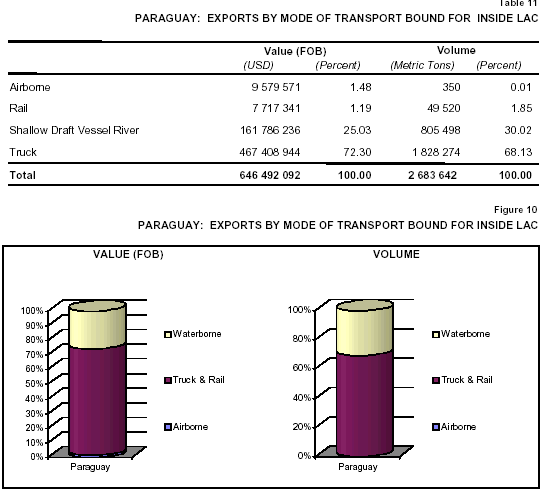 Table 11
PARAGUAY: EXPORTS BY MODE OF TRANSPORT BOUND FOR INSIDE LAC
Value (FOB) Volume
(USD) (Percent) (Metric Tons) (Percent)
Airborne 9 579 571 1.48 350 0.01
Rail 7 717 341 1.19 49 520 1.85
Shallow Draft Vessel River 161 786 236 25.03 805 498 30.02
Truck 467 408 944 72.30 1 828 274 68.13
Total 646 492 092 100.00 2 683 642 100.00
Figure 10
PARAGUAY: EXPORTS BY MODE OF TRANSPORT BOUND FOR INSIDE LAC
VALUE (FOB)
100%
90%
80%
70%
60%
50%
40%
30%
20%
10%
0%
Paraguay
Waterborne
Truck & Rail
Airborne
VOLUME
100%
80%
60%
40%
20%
0%
Paraguay
Waterborne
Truck & Rail
Airborne